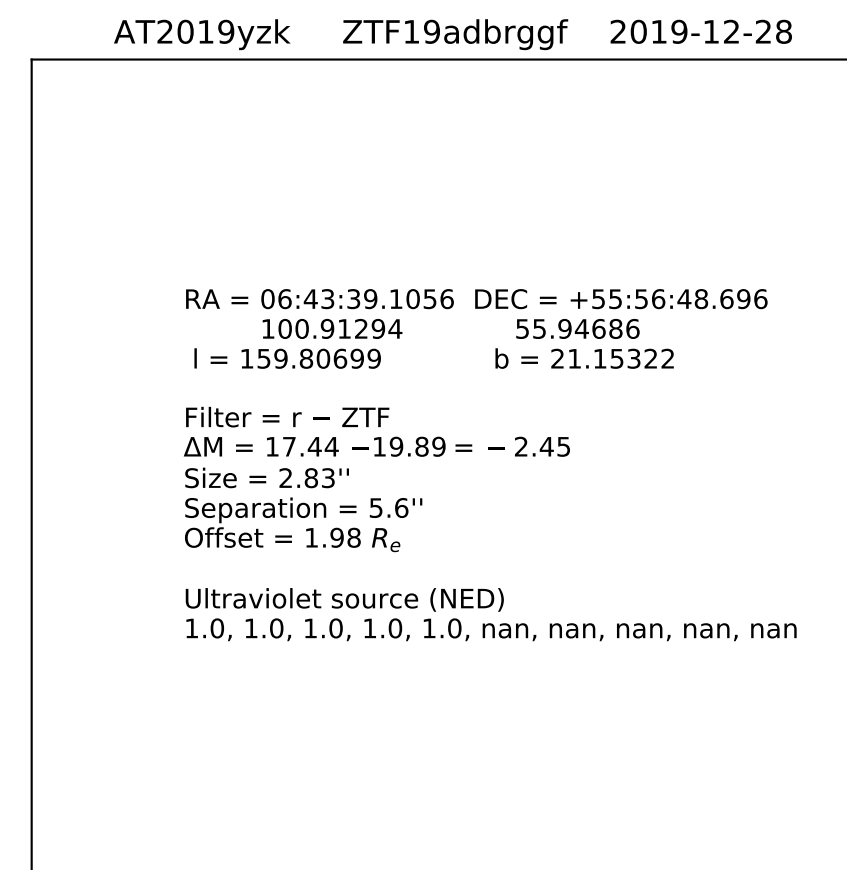 AT2019yzk ZTF19adbrggf 2019-12-28
RA = 06:43:39.1056 DEC = +55:56:48.696
100.91294 55.94686
l = 159.80699 b = 21.15322
Filter = r − ZTF
ΔM = 17.44 −19.89 = − 2.45
Size = 2.83''
Separation = 5.6''
Offset = 1.98 Rₑ
Ultraviolet source (NED)
1.0, 1.0, 1.0, 1.0, 1.0, nan, nan, nan, nan, nan